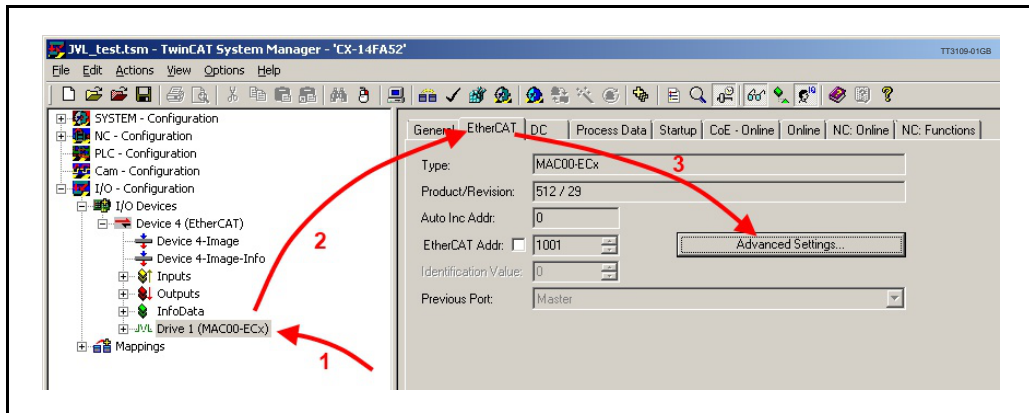 JVL_test.tsm - TwinCAT System Manager - 'CX-14FA52'
TT3109-01GB
File Edit Actions View Options Help
SYSTEM - Configuration
NC - Configuration
PLC - Configuration
Cam - Configuration
I/O - Configuration
I/O Devices
Device 4 (EtherCAT)
Device 4-Image
Device 4-Image-Info
Inputs
Outputs
InfoData
JVL Drive 1 (MAC00-ECx)
Mappings
1
2
General EtherCAT DC Process Data Startup CoE - Online Online NC: Online NC: Functions
3
Type: MAC00-ECx
Product/Revision: 512 / 29
Auto Inc Addr: 0
EtherCAT Addr: 1001 Advanced Settings...
Identification Value: 0
Previous Port: Master